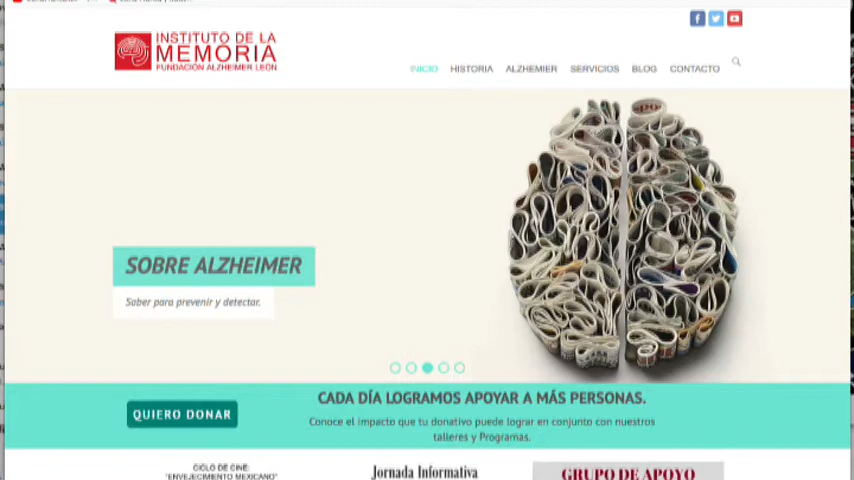 INSTITUTO DE LA
MEMORIA
FUNDACIÓN ALZHEIMER LEÓN
INICIO HISTORIA ALZHEMIER SERVICIOS BLOG CONTACTO
SOBRE ALZHEIMER
Saber para prevenir y detectar.
QUIERO DONAR
CADA DÍA LOGRAMOS APOYAR A MÁS PERSONAS.
Conoce el impacto que tu donativo puede lograr en conjunto con nuestros
talleres y Programas.
CICLO DE CINE:
"ENVEJECIMIENTO MEXICANO"
Jornada Informativa
GRUPO DE APOYO